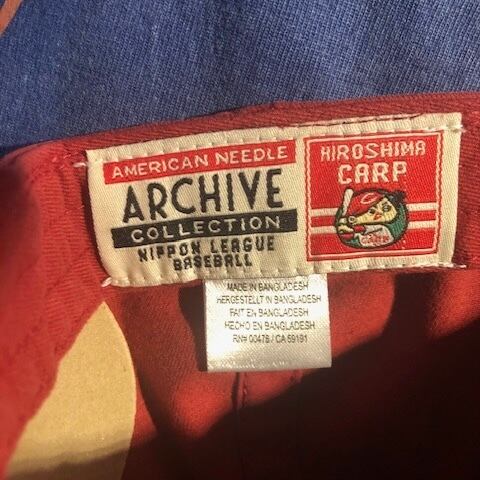 AMERICAN NEEDLE
ARCHIVE
COLLECTION
NIPPON LEAGUE
BASEBALL
HIROSHIMA
CARP
C
CARP
MADE IN BANGLADESH
HERGESTELLT IN BANGLADESH
FAIT EN BANGLADESH
HECHO EN BANGLADESH
RN# 00478 / CA 59191